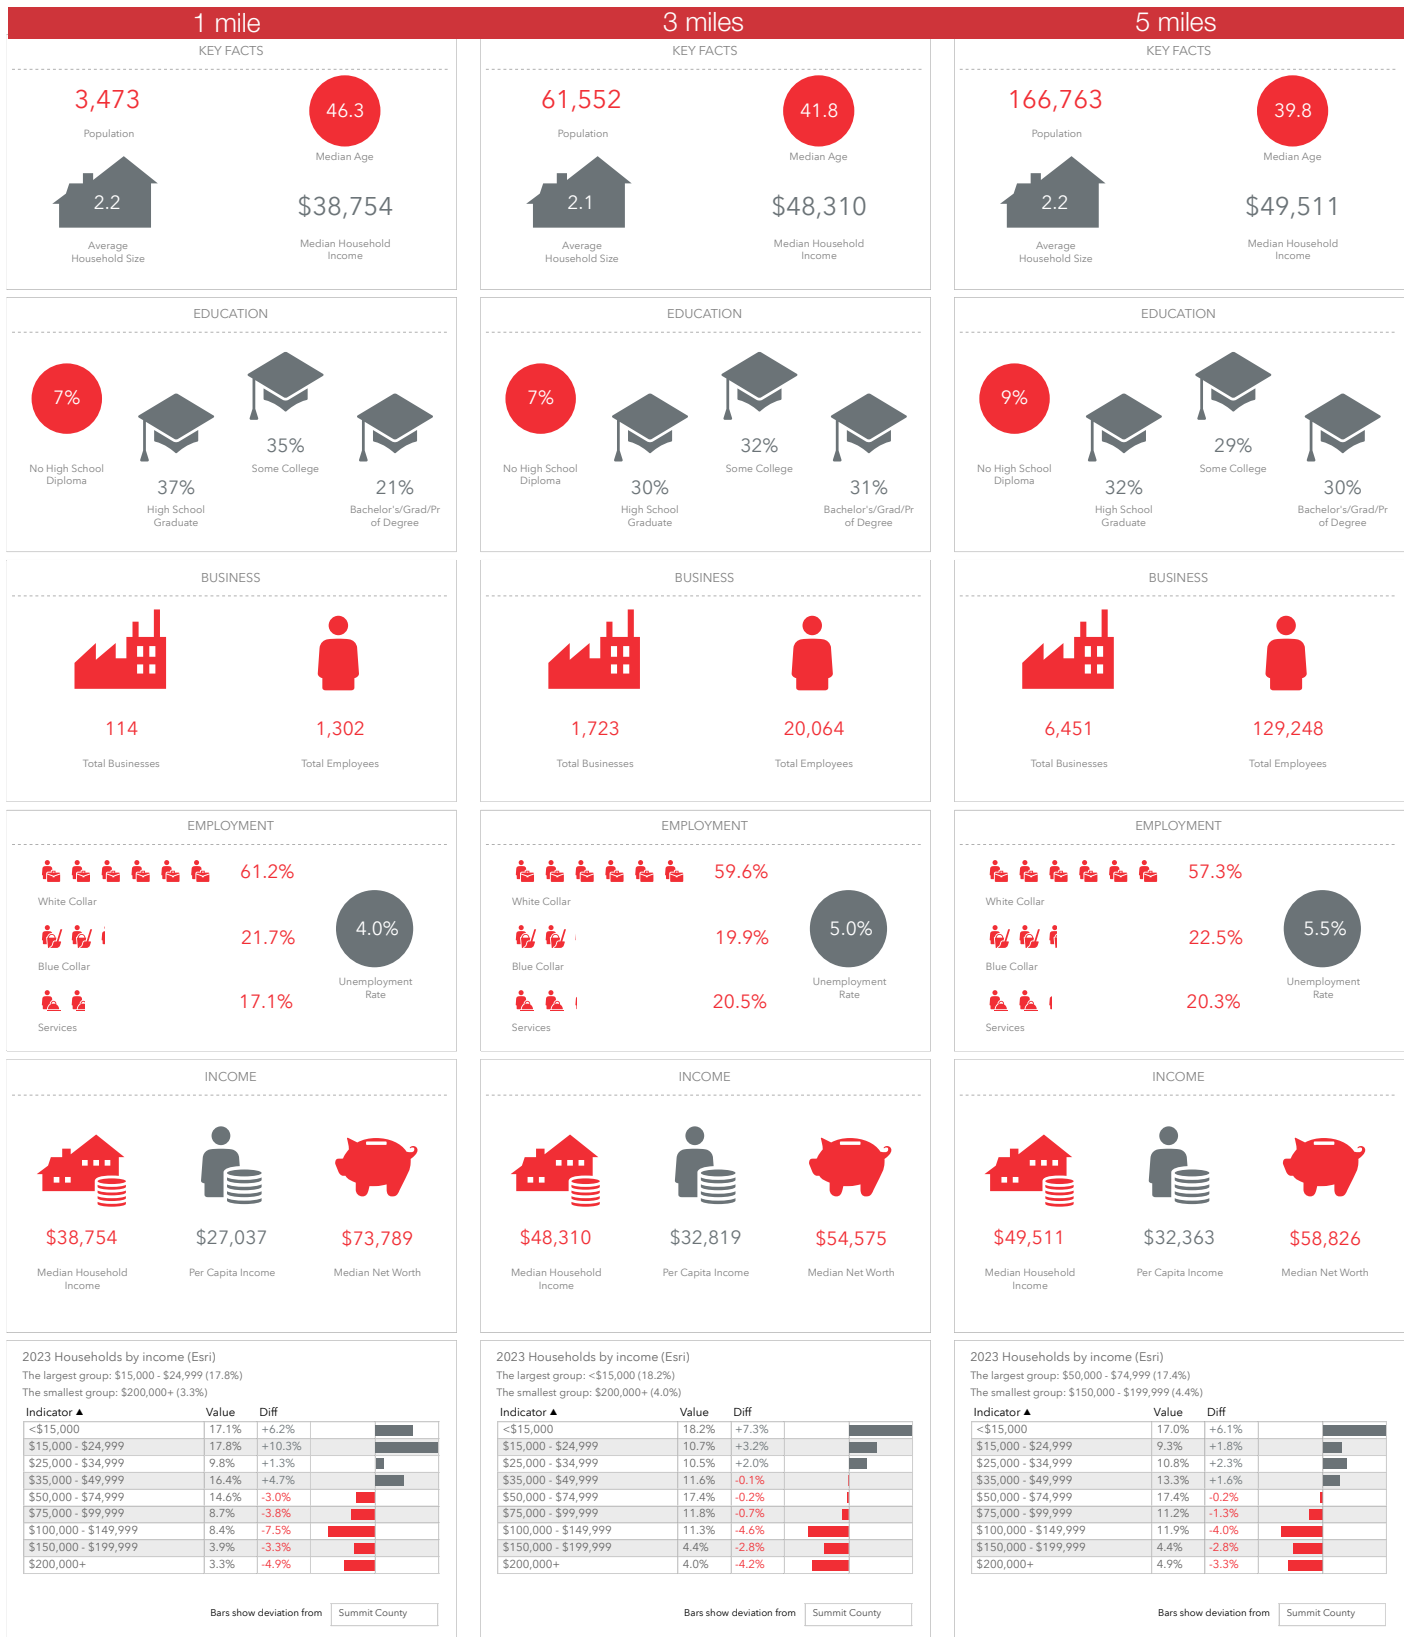 1 mile
KEY FACTS
3,473
Population
46.3
Median Age
2.2
Average
Household Size
$38,754
Median Household
Income
EDUCATION
7%
No High School
Diploma
37%
High School
Graduate
35%
Some College
21%
Bachelor's/Grad/Pr
of Degree
BUSINESS
114
Total Businesses
1,302
Total Employees
EMPLOYMENT
61.2%
White Collar
21.7%
Blue Collar
17.1%
Services
4.0%
Unemployment
Rate
INCOME
$38,754
Median Household
Income
$27,037
Per Capita Income
$73,789
Median Net Worth
2023 Households by income (Esri)
The largest group: $15,000 - $24,999 (17.8%)
The smallest group: $200,000+ (3.3%)
Indicator ▲ Value Diff
<$15,000 17.1% +6.2%
$15,000 - $24,999 17.8% +10.3%
$25,000 - $34,999 9.8% +1.3%
$35,000 - $49,999 16.4% +4.7%
$50,000 - $74,999 14.6% -3.0%
$75,000 - $99,999 8.7% -3.8%
$100,000 - $149,999 8.4% -7.5%
$150,000 - $199,999 3.9% -3.3%
$200,000+ 3.3% -4.9%
Bars show deviation from Summit County
3 miles
KEY FACTS
61,552
Population
41.8
Median Age
2.1
Average
Household Size
$48,310
Median Household
Income
EDUCATION
7%
No High School
Diploma
30%
High School
Graduate
32%
Some College
31%
Bachelor's/Grad/Pr
of Degree
BUSINESS
1,723
Total Businesses
20,064
Total Employees
EMPLOYMENT
59.6%
White Collar
19.9%
Blue Collar
20.5%
Services
5.0%
Unemployment
Rate
INCOME
$48,310
Median Household
Income
$32,819
Per Capita Income
$54,575
Median Net Worth
2023 Households by income (Esri)
The largest group: <$15,000 (18.2%)
The smallest group: $200,000+ (4.0%)
Indicator ▲ Value Diff
<$15,000 18.2% +7.3%
$15,000 - $24,999 10.7% +3.2%
$25,000 - $34,999 10.5% +2.0%
$35,000 - $49,999 11.6% -0.1%
$50,000 - $74,999 17.4% -0.2%
$75,000 - $99,999 11.8% -0.7%
$100,000 - $149,999 11.3% -4.6%
$150,000 - $199,999 4.4% -2.8%
$200,000+ 4.0% -4.2%
Bars show deviation from Summit County
5 miles
KEY FACTS
166,763
Population
39.8
Median Age
2.2
Average
Household Size
$49,511
Median Household
Income
EDUCATION
9%
No High School
Diploma
32%
High School
Graduate
29%
Some College
30%
Bachelor's/Grad/Pr
of Degree
BUSINESS
6,451
Total Businesses
129,248
Total Employees
EMPLOYMENT
57.3%
White Collar
22.5%
Blue Collar
20.3%
Services
5.5%
Unemployment
Rate
INCOME
$49,511
Median Household
Income
$32,363
Per Capita Income
$58,826
Median Net Worth
2023 Households by income (Esri)
The largest group: $50,000 - $74,999 (17.4%)
The smallest group: $150,000 - $199,999 (4.4%)
Indicator ▲ Value Diff
<$15,000 17.0% +6.1%
$15,000 - $24,999 9.3% +1.8%
$25,000 - $34,999 10.8% +2.3%
$35,000 - $49,999 13.3% +1.6%
$50,000 - $74,999 17.4% -0.2%
$75,000 - $99,999 11.2% -1.3%
$100,000 - $149,999 11.9% -4.0%
$150,000 - $199,999 4.4% -2.8%
$200,000+ 4.9% -3.3%
Bars show deviation from Summit County